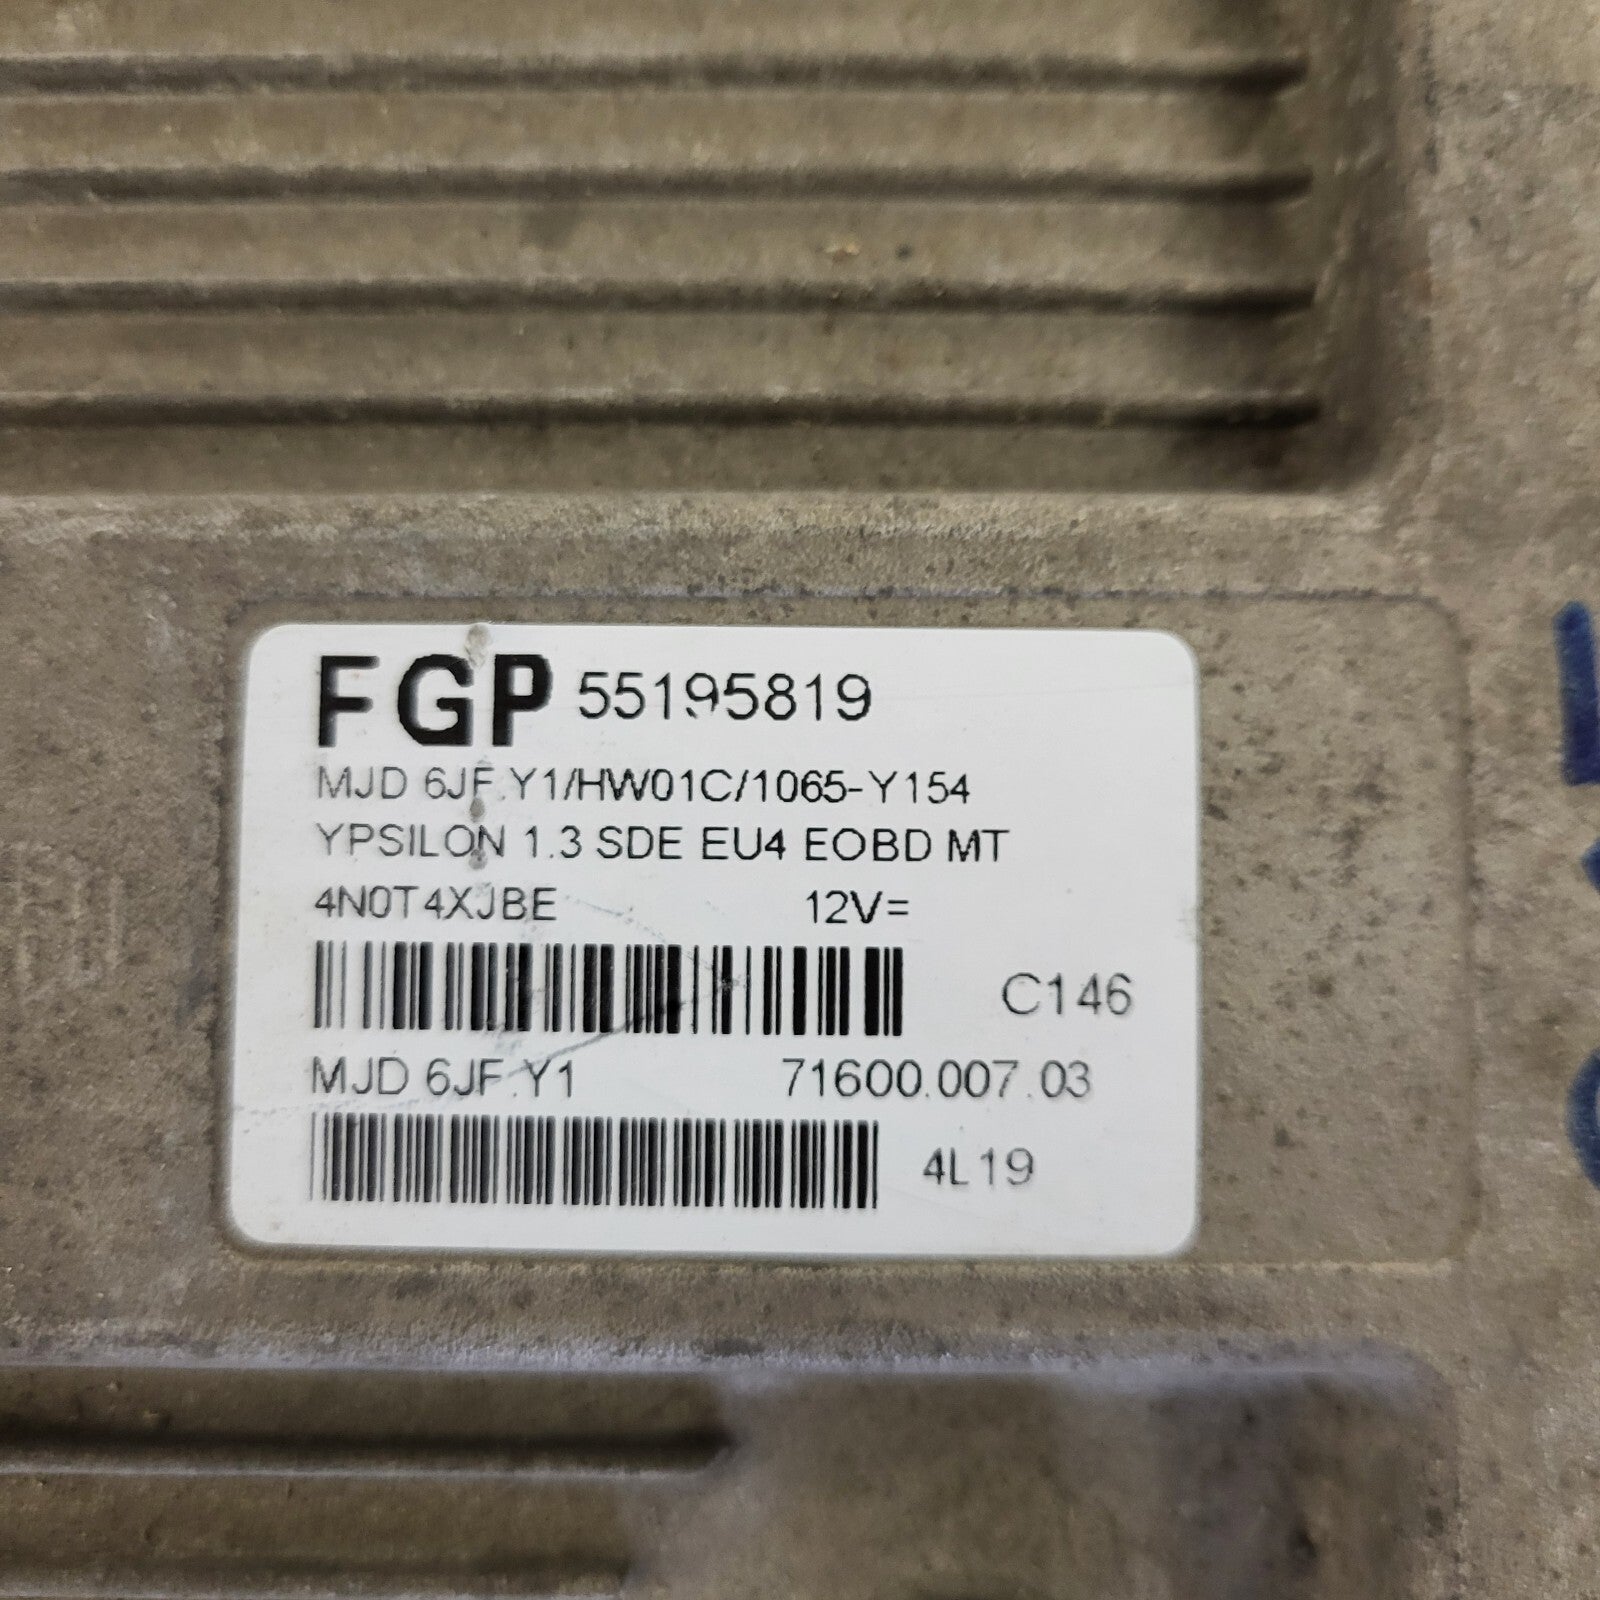 FGP 55195819
MJD 6JF.Y1/HW01C/1065-Y154
YPSILON 1.3 SDE EU4 EOBD MT
4N0T4XJBE 12V=
C146
MJD 6JF.Y1 71600.007.03
4L19